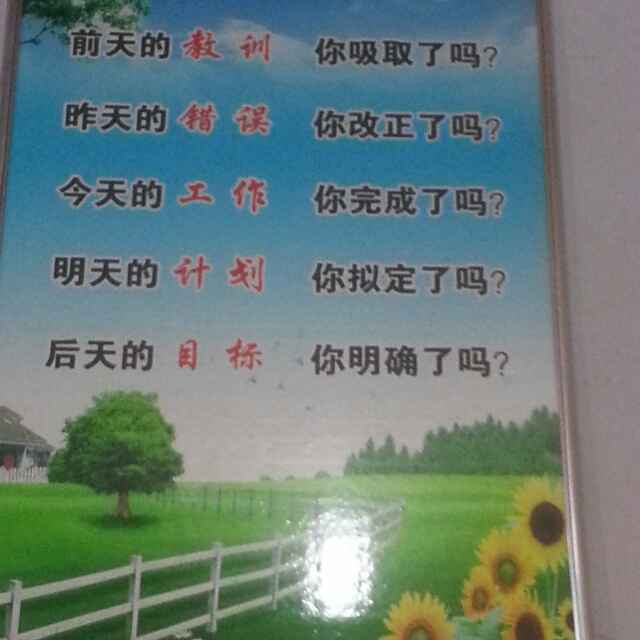 前天的 教训 你吸取了吗?
昨天的 错误 你改正了吗?
今天的 工作 你完成了吗?
明天的 计划 你拟定了吗?
后天的 目标 你明确了吗?